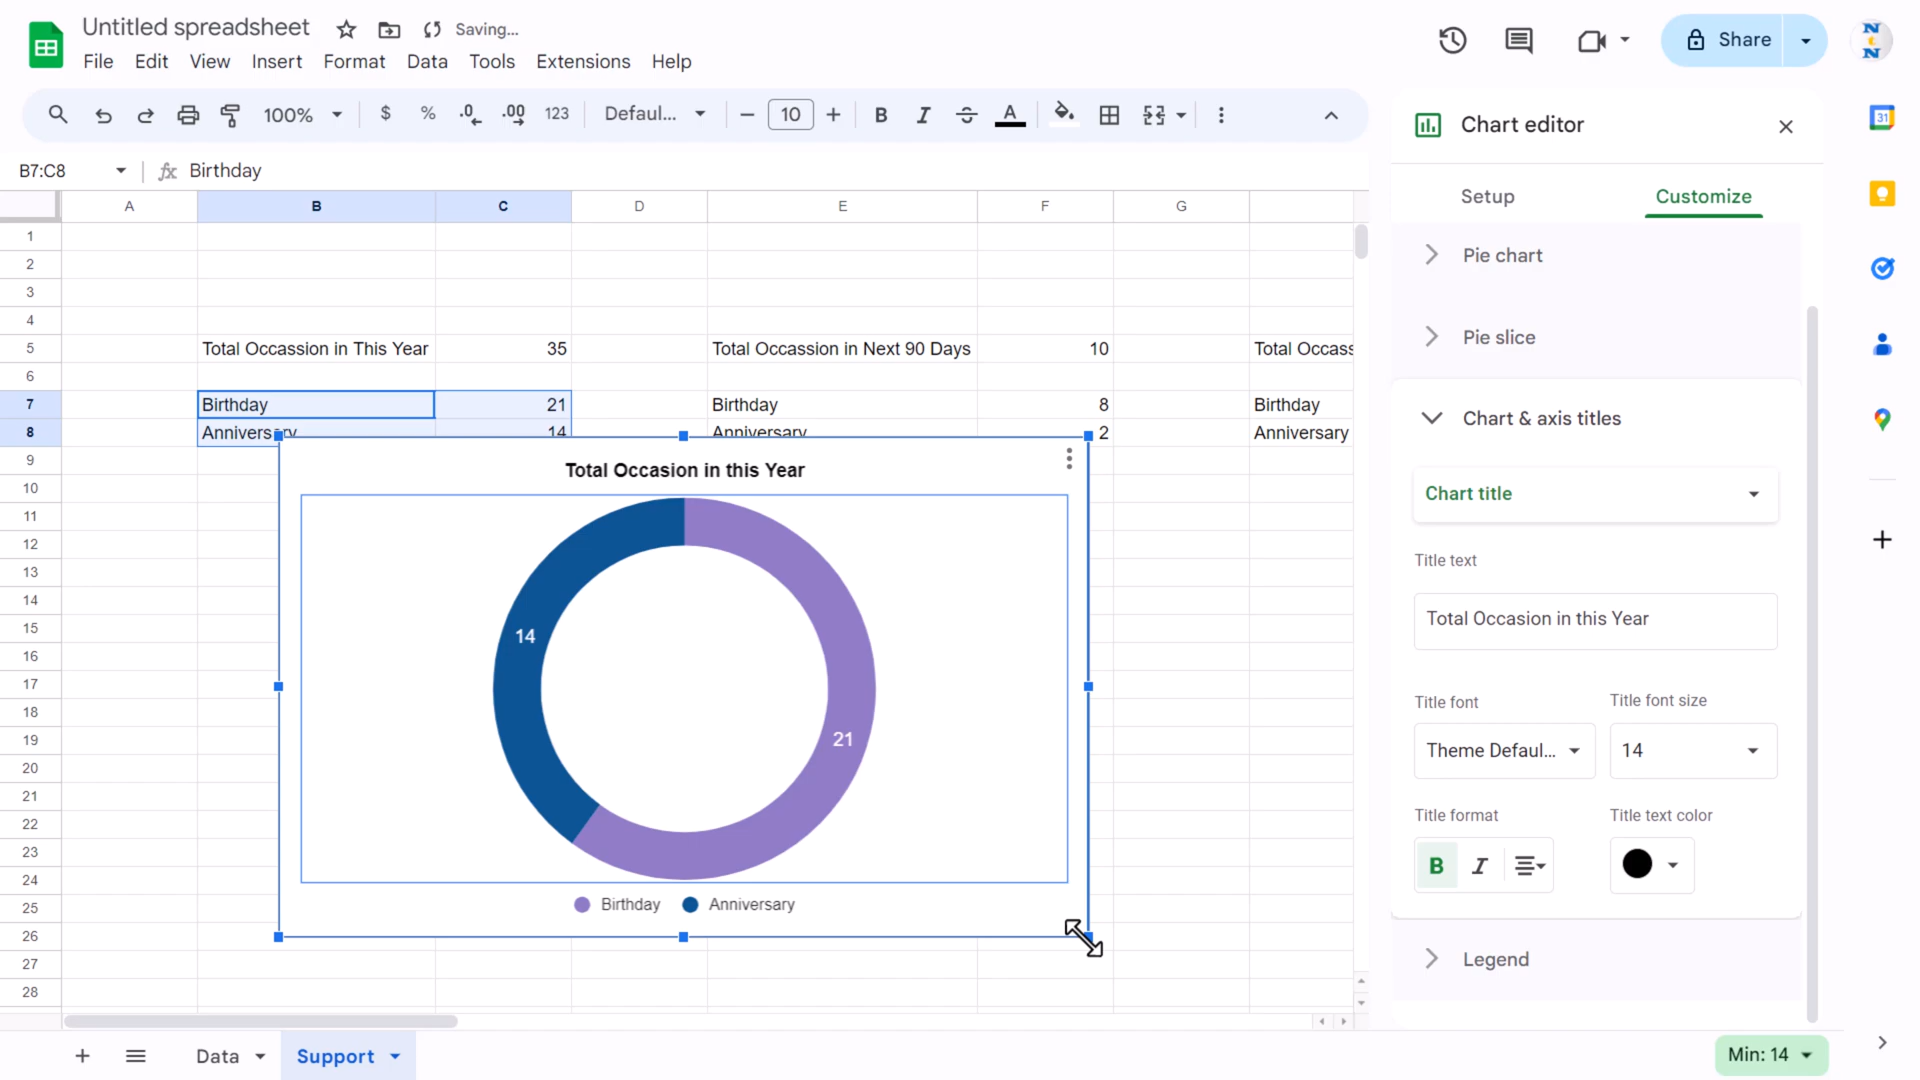 Untitled spreadsheet
Saving...
File Edit View Insert Format Data Tools Extensions Help
Share
N
N
100% $ % .0 .00 123 Defaul... 10 B I A
31
Chart editor
B7:C8 fx Birthday
Setup Customize
A B C D E F G
1
2
3
4
5 Total Occassion in This Year 35 Total Occassion in Next 90 Days 10 Total Occass
6
7 Birthday 21 Birthday 8 Birthday
8 Anniversary 14 Anniversary 2 Anniversary
9
10
11
12
13
14
15
16
17
18
19
20
21
22
23
24
25
26
27
28
Total Occasion in this Year
14
21
Birthday Anniversary
Pie chart
Pie slice
Chart & axis titles
Chart title
Title text
Total Occasion in this Year
Title font Title font size
Theme Defaul... 14
Title format Title text color
B I
Legend
Data Support
Min: 14